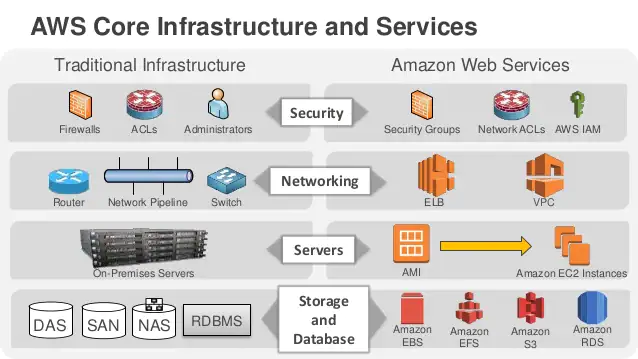 AWS Core Infrastructure and Services
Traditional Infrastructure
Amazon Web Services
Firewalls
ACLs
Administrators
Security
Security Groups
Network ACLs
AWS IAM
Router
Network Pipeline
Switch
Networking
ELB
VPC
On-Premises Servers
Servers
AMI
Amazon EC2 Instances
DAS
SAN
NAS
RDBMS
Storage
and
Database
Amazon
EBS
Amazon
EFS
Amazon
S3
Amazon
RDS